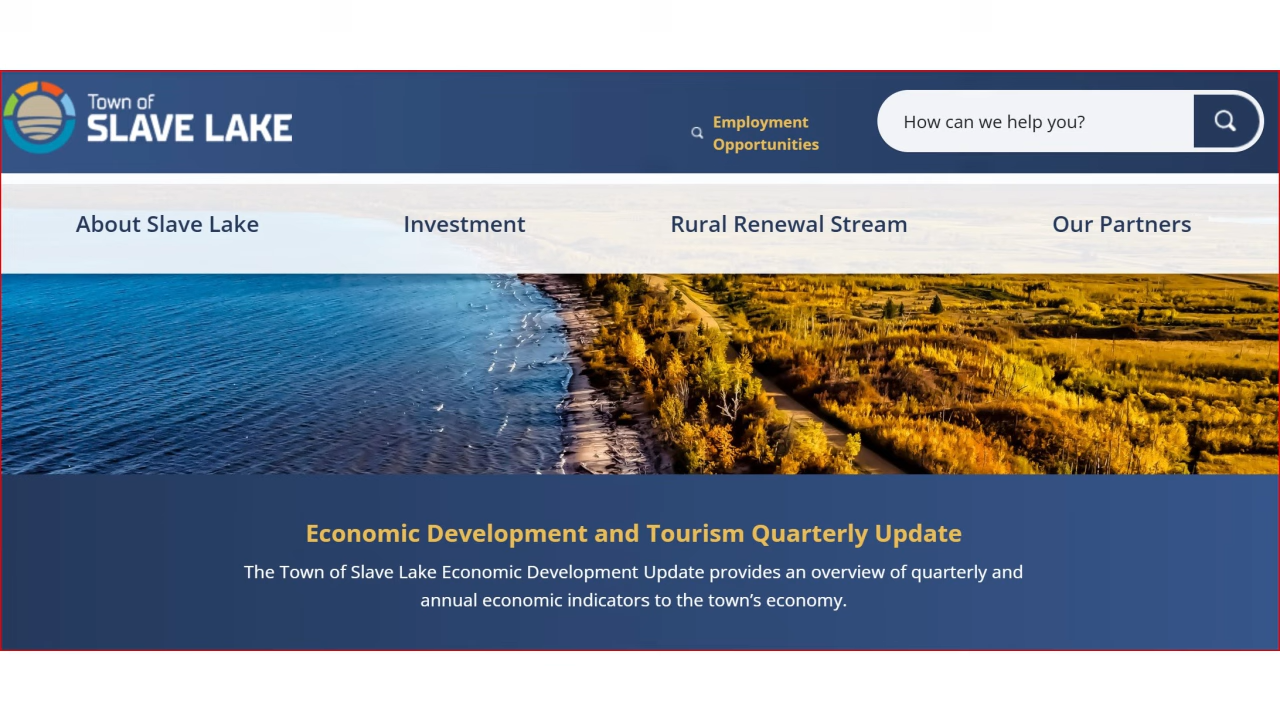 Town of
SLAVE LAKE
Employment
Opportunities
How can we help you?
About Slave Lake
Investment
Rural Renewal Stream
Our Partners
Economic Development and Tourism Quarterly Update
The Town of Slave Lake Economic Development Update provides an overview of quarterly and
annual economic indicators to the town’s economy.